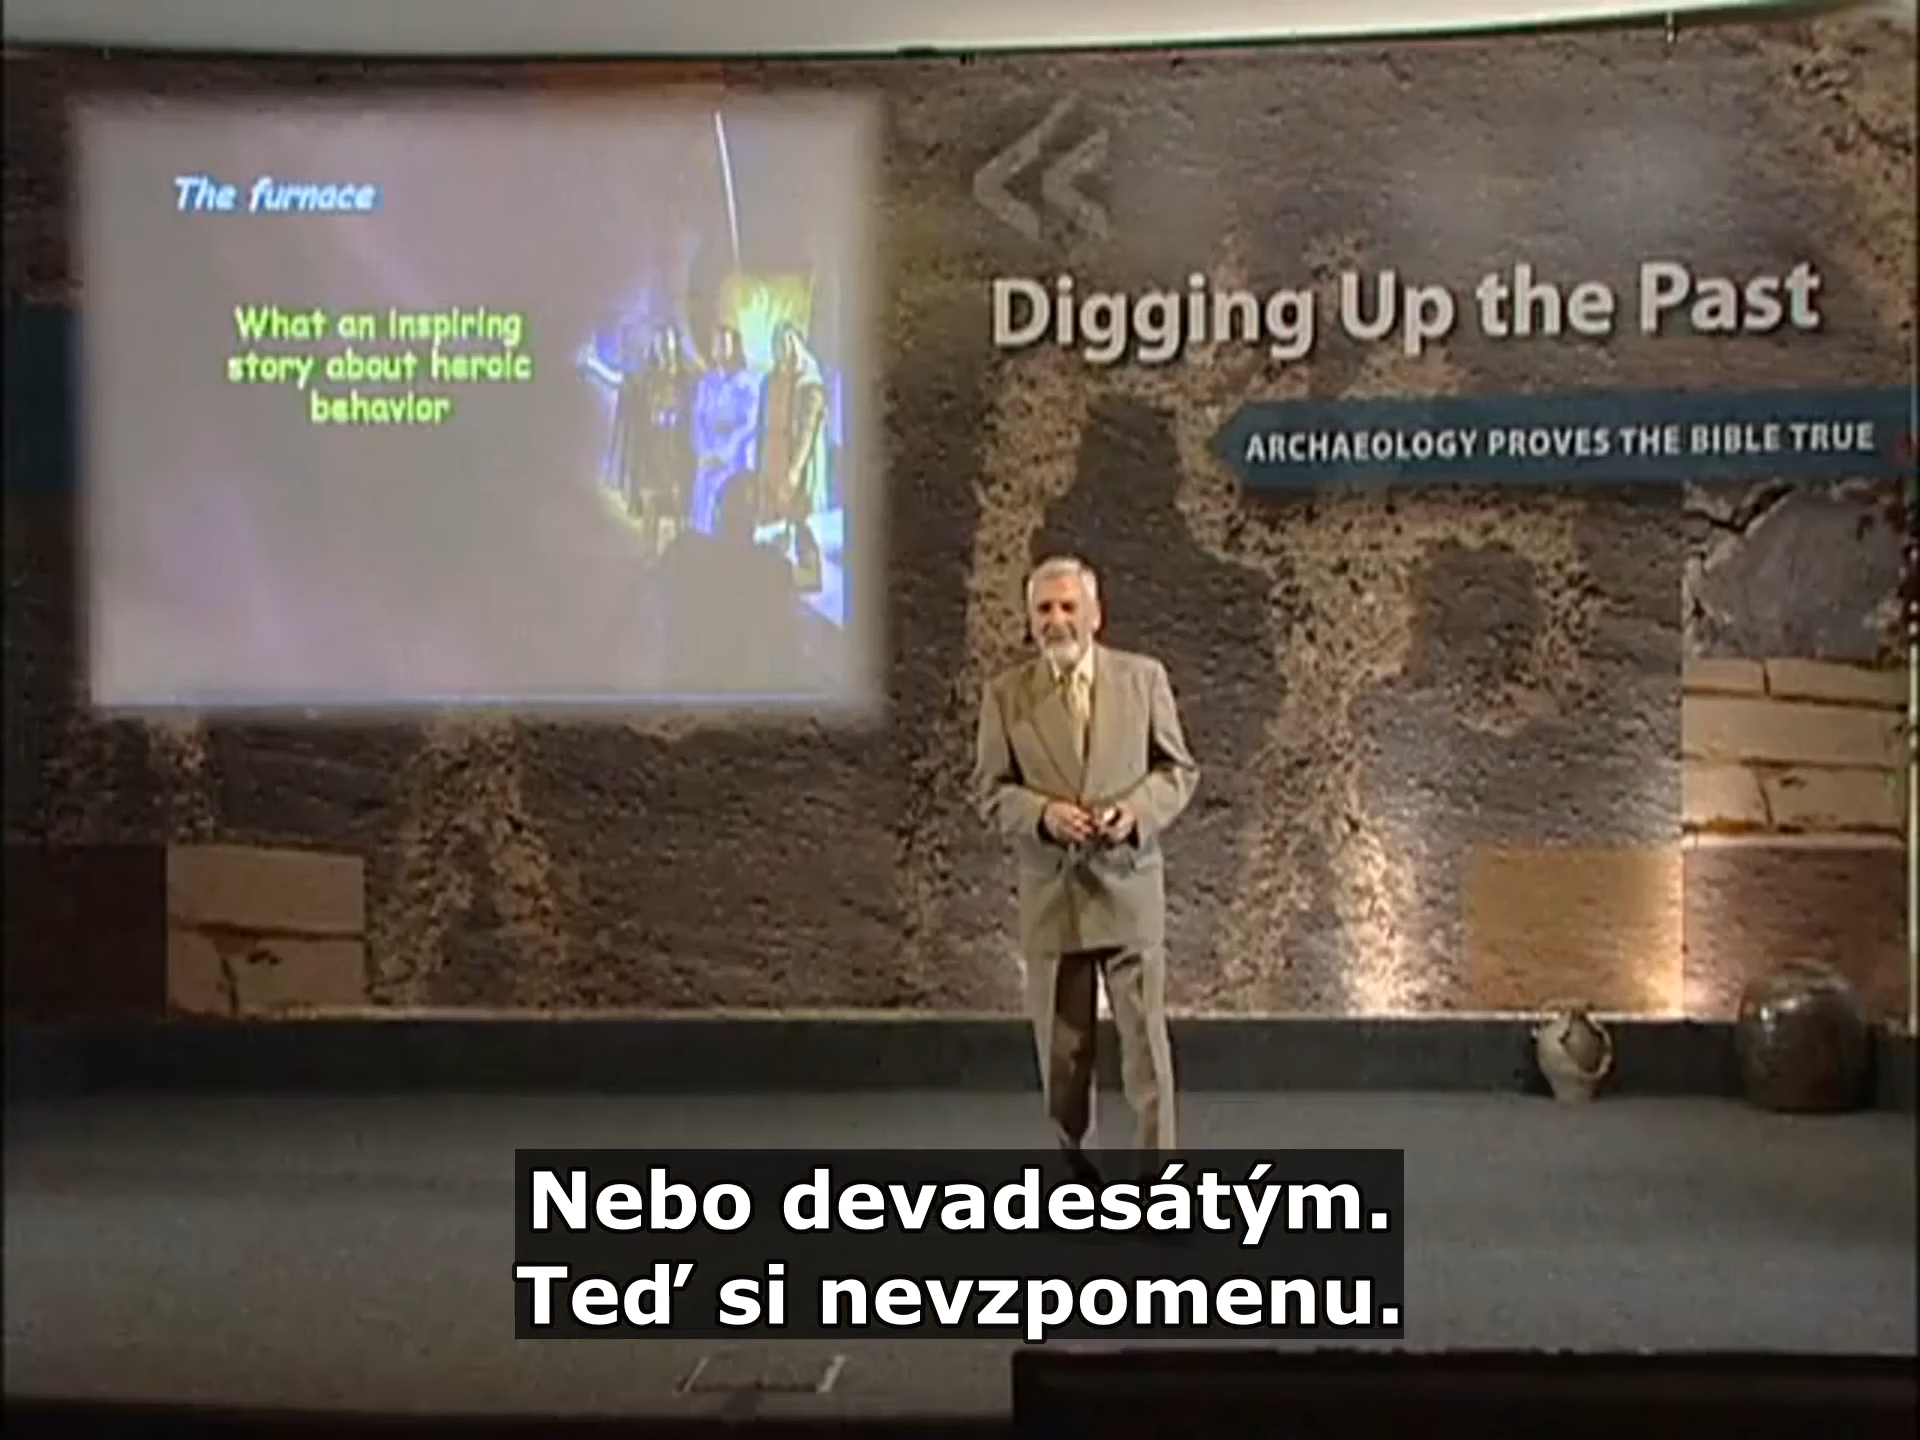 The furnace
What an inspiring
story about heroic
behavior
Digging Up the Past
ARCHAEOLOGY PROVES THE BIBLE TRUE
Nebo devadesátým.
Teď si nevzpomenu.